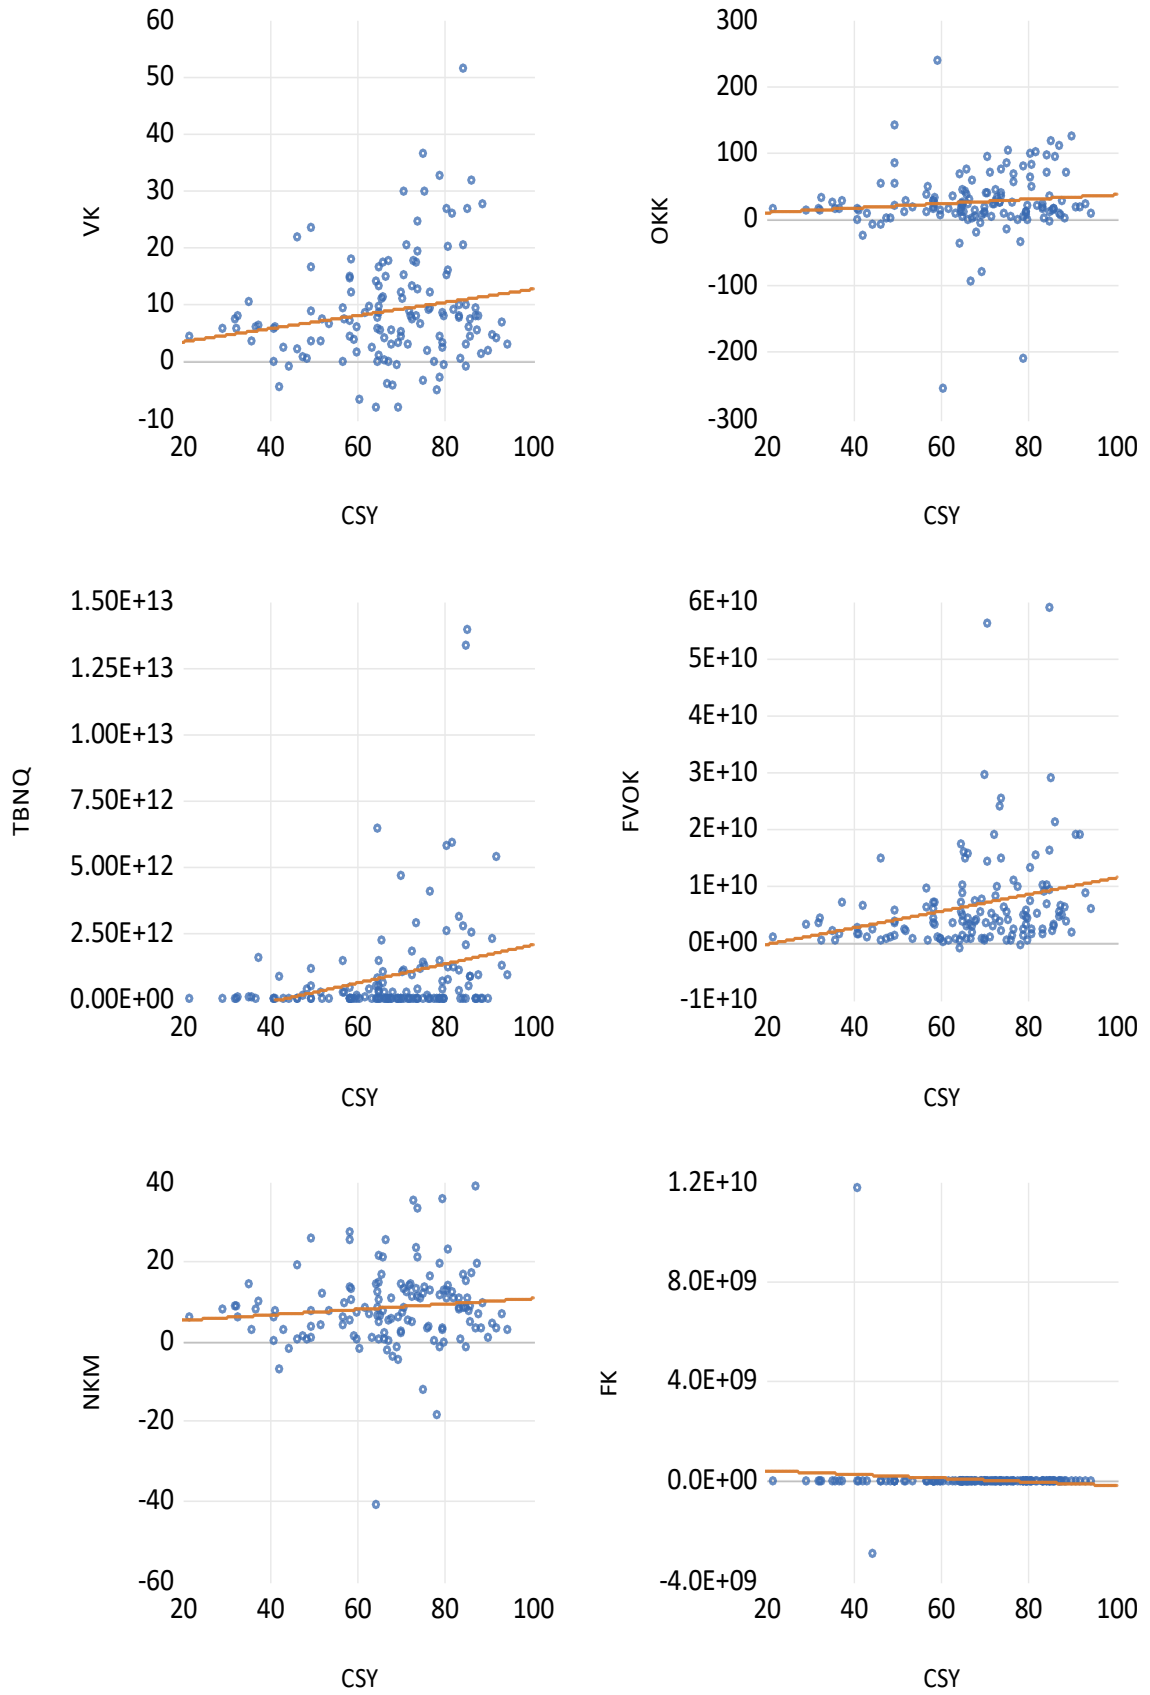 60
50
40
30
20
10
0
-10
VK
20 40 60 80 100
CSY
300
200
100
0
-100
-200
-300
OKK
20 40 60 80 100
CSY
1.50E+13
1.25E+13
1.00E+13
7.50E+12
5.00E+12
2.50E+12
0.00E+00
TBNQ
20 40 60 80 100
CSY
6E+10
5E+10
4E+10
3E+10
2E+10
1E+10
0E+00
-1E+10
FVOK
20 40 60 80 100
CSY
40
20
0
-20
-40
-60
NKM
20 40 60 80 100
CSY
1.2E+10
8.0E+09
4.0E+09
0.0E+00
-4.0E+09
FK
20 40 60 80 100
CSY